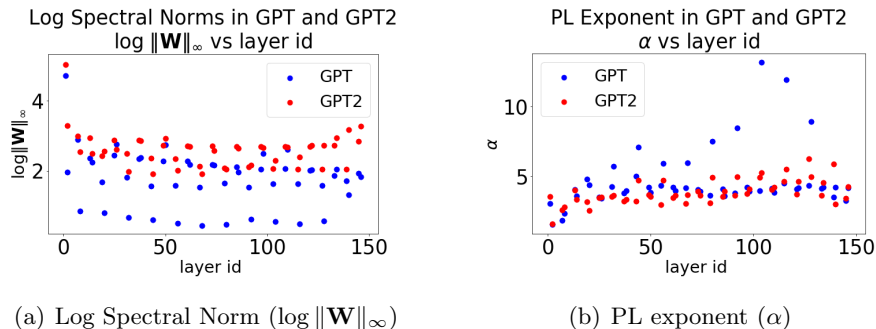 Log Spectral Norms in GPT and GPT2
log ‖W‖∞ vs layer id
GPT
GPT2
4
2
log‖W‖∞
0
50
100
150
layer id
(a) Log Spectral Norm (log ‖W‖∞)
PL Exponent in GPT and GPT2
α vs layer id
GPT
GPT2
10
5
α
0
50
100
150
layer id
(b) PL exponent (α)